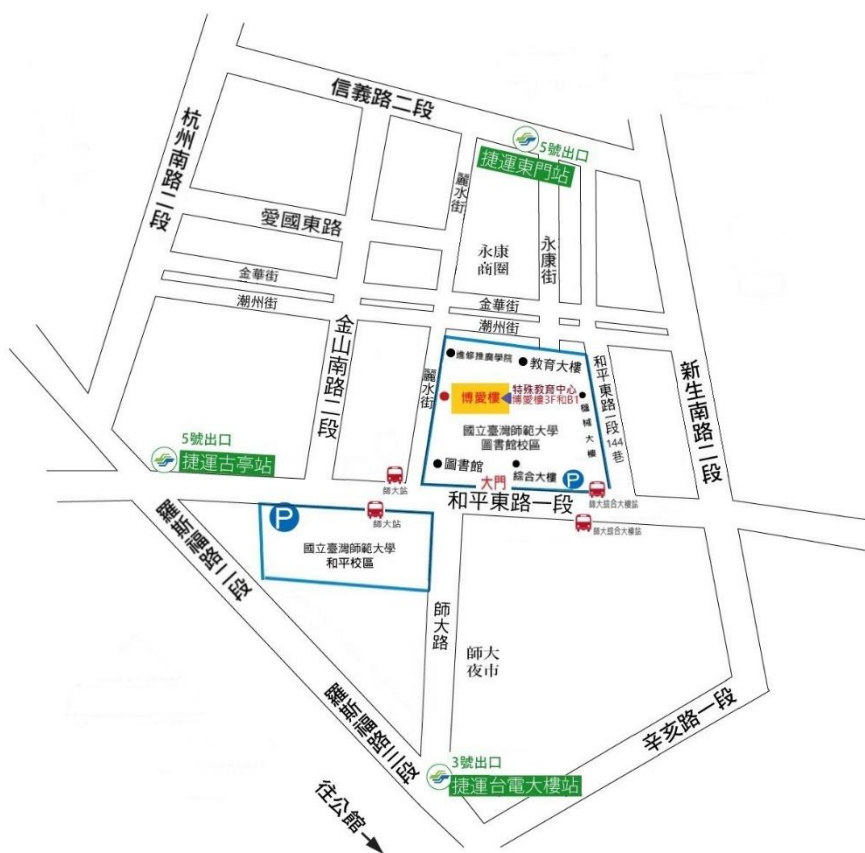 信義路二段
杭州南路二段
5號出口
捷運東門站
麗水街
愛國東路
永康
商圈
永康街
金華街
潮州街
金華街
潮州街
金山南路二段
麗水街
進修推廣學院
教育大樓
和平東路一段144巷
新生南路二段
博愛樓
特殊教育中心
博愛樓3F和B1
機械大樓
國立臺灣師範大學
圖書館校區
5號出口
捷運古亭站
圖書館
綜合大樓
P
大門
師大站
和平東路一段
師大綜合大樓站
P
師大站
師大綜合大樓站
國立臺灣師範大學
和平校區
羅斯福路二段
師大路
師大
夜市
羅斯福路三段
辛亥路一段
3號出口
捷運台電大樓站
往公館